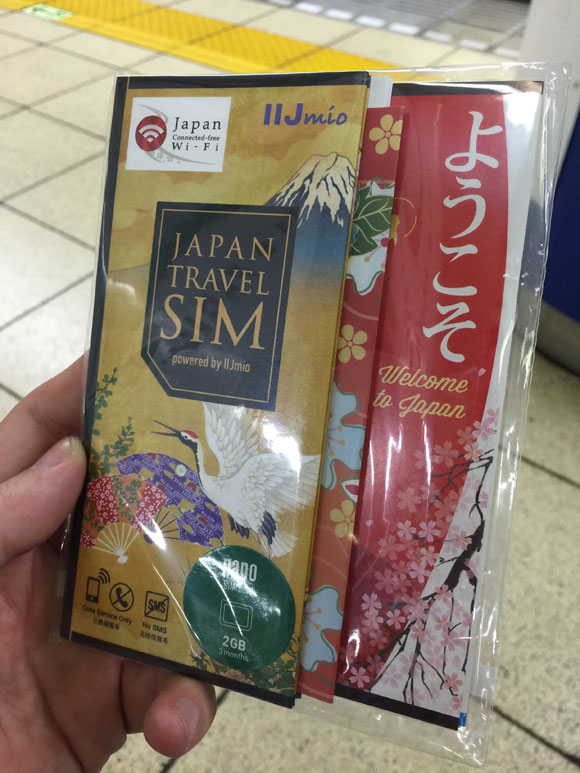 Japan
Connected-free
Wi-Fi
IIJmio
JAPAN
TRAVEL
SIM
powered by IIJmio
nano
2GB
3 months
Data Service Only
No SMS
SMS
ようこそ
Welcome
to Japan